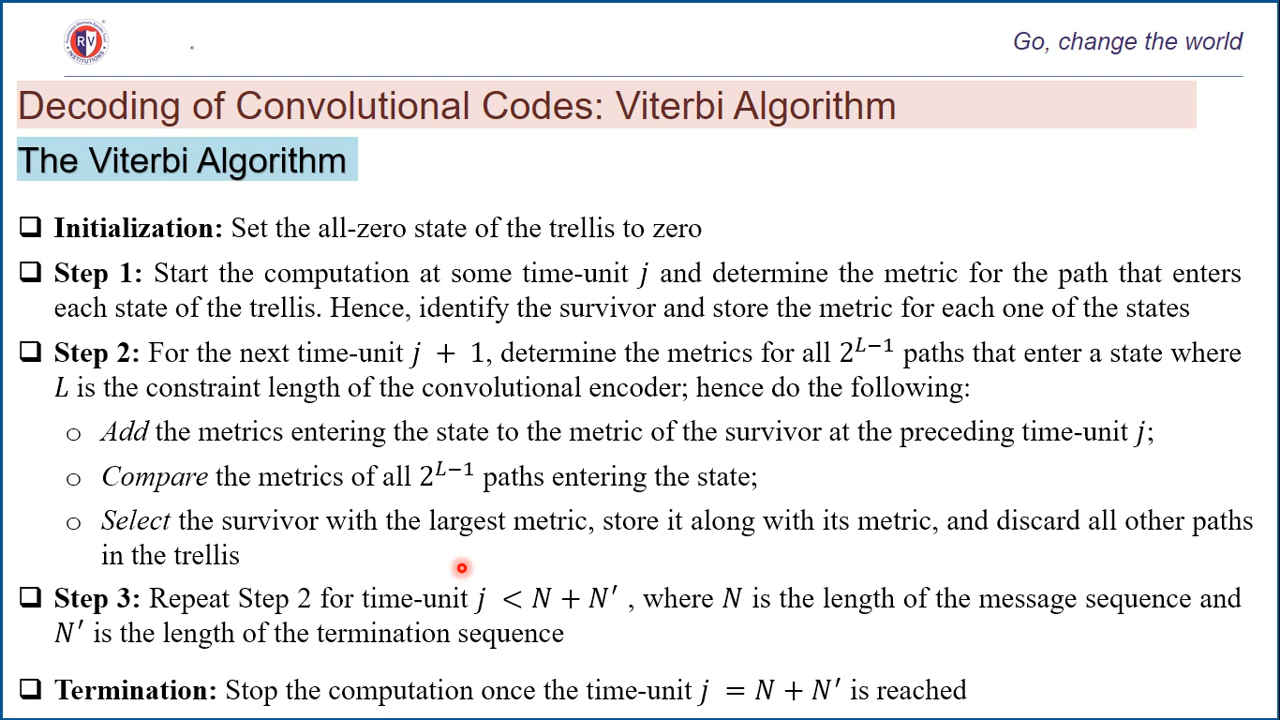 RV
INSTITUTIONS
Go, change the world
Decoding of Convolutional Codes: Viterbi Algorithm
The Viterbi Algorithm
❑ Initialization: Set the all-zero state of the trellis to zero
❑ Step 1: Start the computation at some time-unit j and determine the metric for the path that enters
each state of the trellis. Hence, identify the survivor and store the metric for each one of the states
❑ Step 2: For the next time-unit j + 1, determine the metrics for all 2^{L−1} paths that enter a state where
L is the constraint length of the convolutional encoder; hence do the following:
o Add the metrics entering the state to the metric of the survivor at the preceding time-unit j;
o Compare the metrics of all 2^{L−1} paths entering the state;
o Select the survivor with the largest metric, store it along with its metric, and discard all other paths
in the trellis
❑ Step 3: Repeat Step 2 for time-unit j < N + N′ , where N is the length of the message sequence and
N′ is the length of the termination sequence
❑ Termination: Stop the computation once the time-unit j = N + N′ is reached